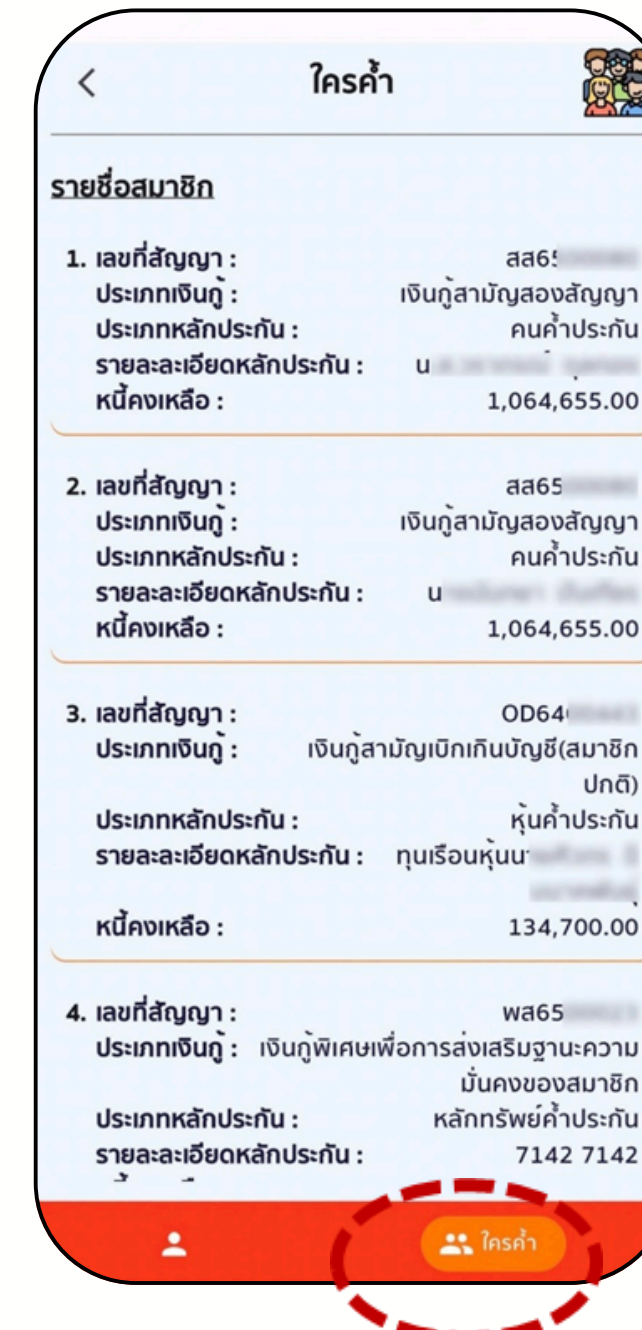 ใครค้ำ
รายชื่อสมาชิก
1. เลขที่สัญญา : สส65
ประเภทเงินกู้ : เงินกู้สามัญสองสัญญา
ประเภทหลักประกัน : คนค้ำประกัน
รายละละเอียดหลักประกัน : น
หนี้คงเหลือ : 1,064,655.00
2. เลขที่สัญญา : สส65
ประเภทเงินกู้ : เงินกู้สามัญสองสัญญา
ประเภทหลักประกัน : คนค้ำประกัน
รายละละเอียดหลักประกัน : น
หนี้คงเหลือ : 1,064,655.00
3. เลขที่สัญญา : OD64
ประเภทเงินกู้ : เงินกู้สามัญเบิกเกินบัญชี(สมาชิก
ปกติ)
ประเภทหลักประกัน : หุ้นค้ำประกัน
รายละละเอียดหลักประกัน : ทุนเรือนหุ้นน
หนี้คงเหลือ : 134,700.00
4. เลขที่สัญญา : พส65
ประเภทเงินกู้ : เงินกู้พิเศษเพื่อการส่งเสริมฐานะความ
มั่นคงของสมาชิก
ประเภทหลักประกัน : หลักทรัพย์ค้ำประกัน
รายละละเอียดหลักประกัน : 7142 7142
ใครค้ำ